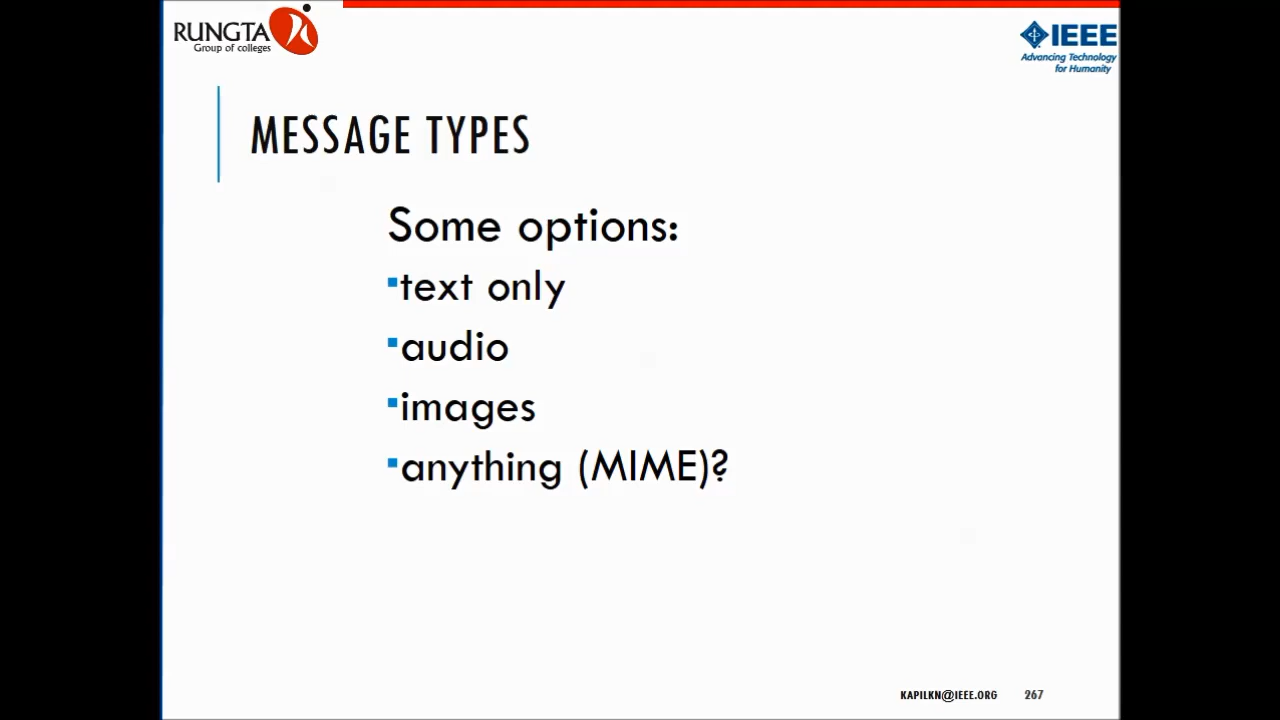 RUNGTA
Group of colleges
IEEE
Advancing Technology
for Humanity
MESSAGE TYPES
Some options:
▪text only
▪audio
▪images
▪anything (MIME)?
KAPILKN@IEEE.ORG 267